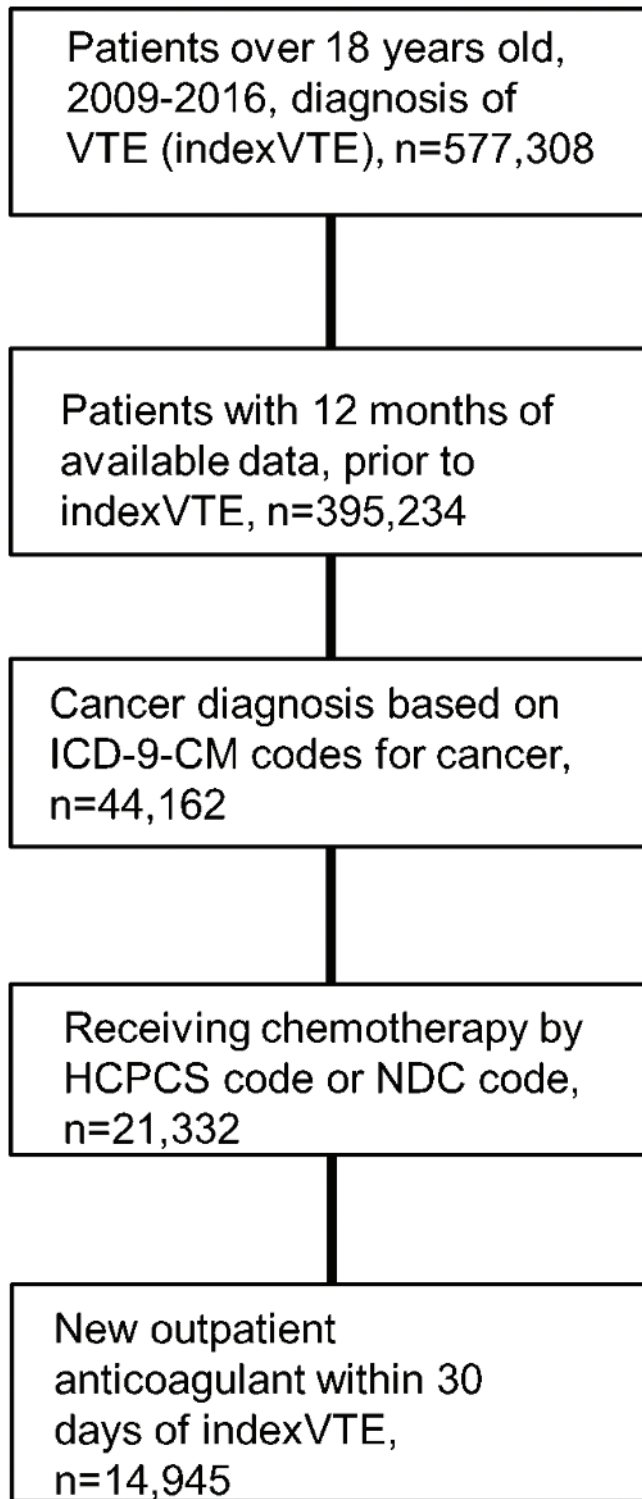 Patients over 18 years old,
2009-2016, diagnosis of
VTE (indexVTE), n=577,308
Patients with 12 months of
available data, prior to
indexVTE, n=395,234
Cancer diagnosis based on
ICD-9-CM codes for cancer,
n=44,162
Receiving chemotherapy by
HCPCS code or NDC code,
n=21,332
New outpatient
anticoagulant within 30
days of indexVTE,
n=14,945